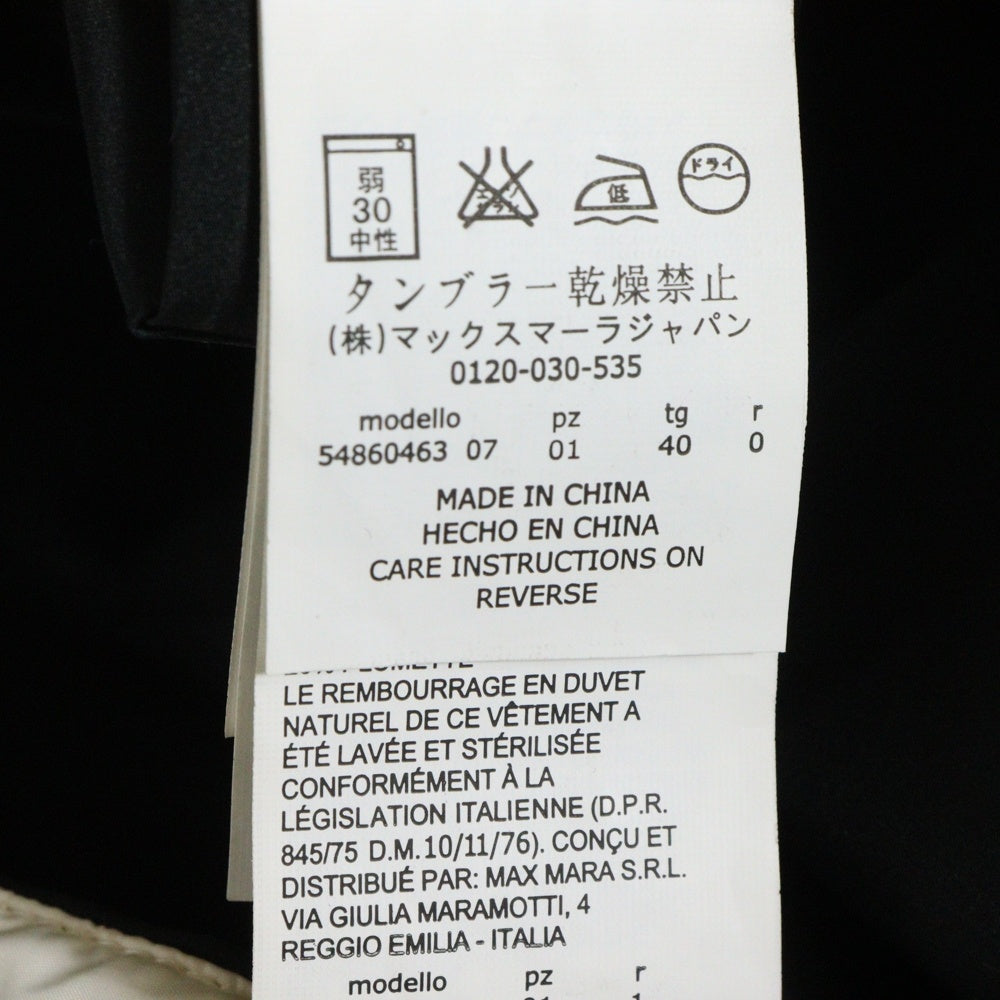 弱
30
中性
低
ドライ
タンブラー乾燥禁止
(株)マックスマーラジャパン
0120-030-535
modello pz tg r
54860463 07 01 40 0
MADE IN CHINA
HECHO EN CHINA
CARE INSTRUCTIONS ON
REVERSE
LE REMBOURRAGE EN DUVET
NATUREL DE CE VÊTEMENT A
ÉTÉ LAVÉE ET STÉRILISÉE
CONFORMÉMENT À LA
LÉGISLATION ITALIENNE (D.P.R.
845/75 D.M.10/11/76). CONÇU ET
DISTRIBUÉ PAR: MAX MARA S.R.L.
VIA GIULIA MARAMOTTI, 4
REGGIO EMILIA - ITALIA
modello pz r